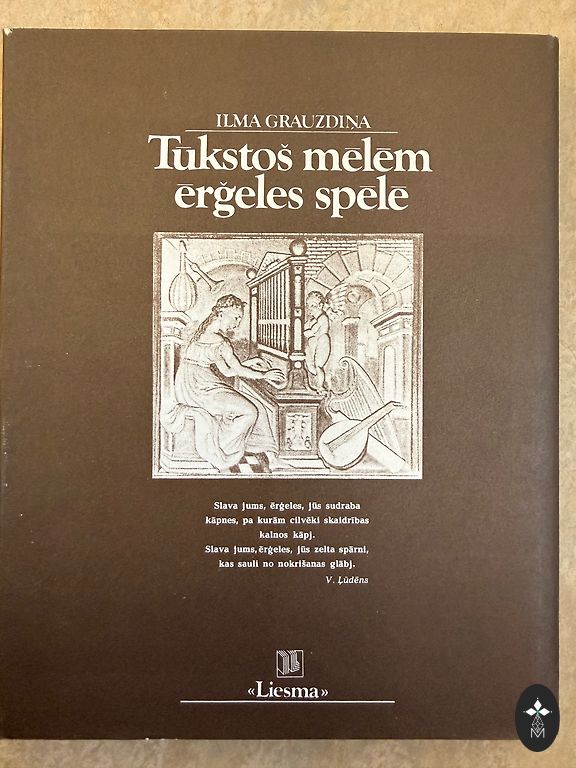 ILMA GRAUZDIŅA
Tūkstoš mēlēm
ērģeles spēlē
Slava jums, ērģeles, jūs sudraba
kāpnes, pa kurām cilvēki skaidrības
kalnos kāpj.
Slava jums, ērģeles, jūs zelta spārni,
kas sauli no nokrišanas glābj.
V. Ļūdēns
«Liesma»
M